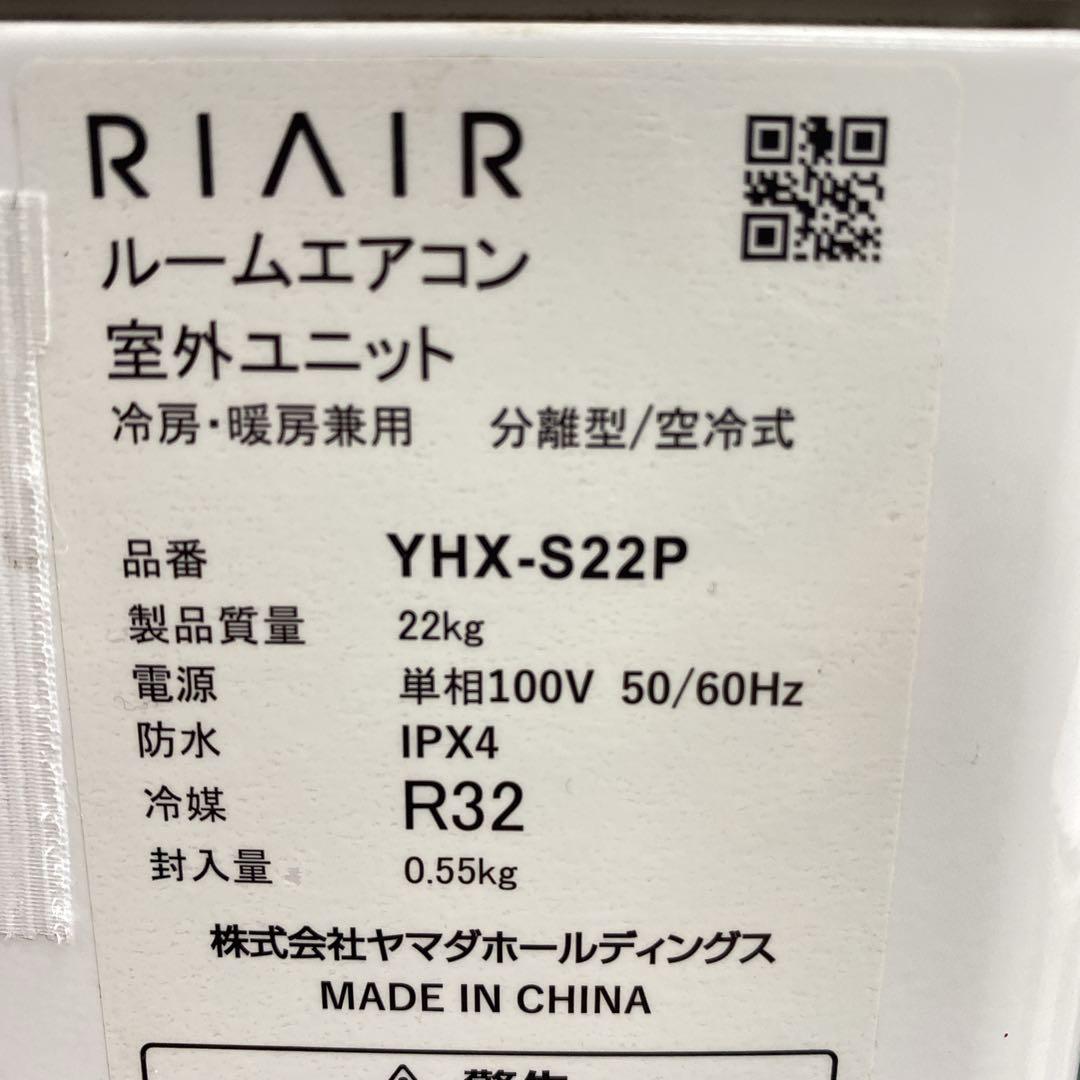 RIAIR
ルームエアコン
室外ユニット
冷房・暖房兼用 分離型/空冷式
品番 YHX-S22P
製品質量 22kg
電源 単相100V 50/60Hz
防水 IPX4
冷媒 R32
封入量 0.55kg
株式会社ヤマダホールディングス
MADE IN CHINA